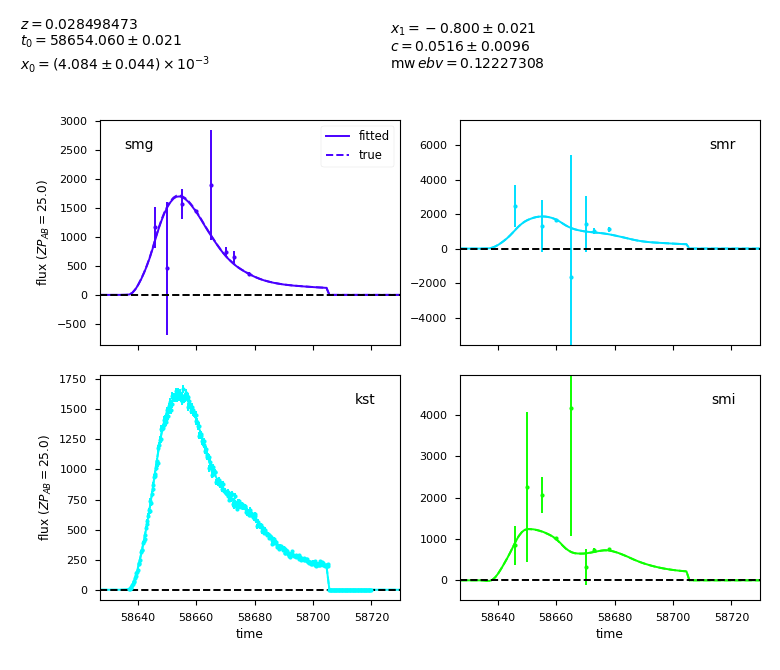 z = 0.028498473
t₀ = 58654.060 ± 0.021
x₀ = (4.084 ± 0.044) × 10⁻³
x₁ = −0.800 ± 0.021
c = 0.0516 ± 0.0096
mw ebv = 0.12227308
3000
2500
2000
1500
1000
500
0
−500
flux (ZP_AB = 25.0)
smg
fitted
true
6000
4000
2000
0
−2000
−4000
smr
1750
1500
1250
1000
750
500
250
0
flux (ZP_AB = 25.0)
kst
58640 58660 58680 58700 58720
time
4000
3000
2000
1000
0
smi
58640 58660 58680 58700 58720
time